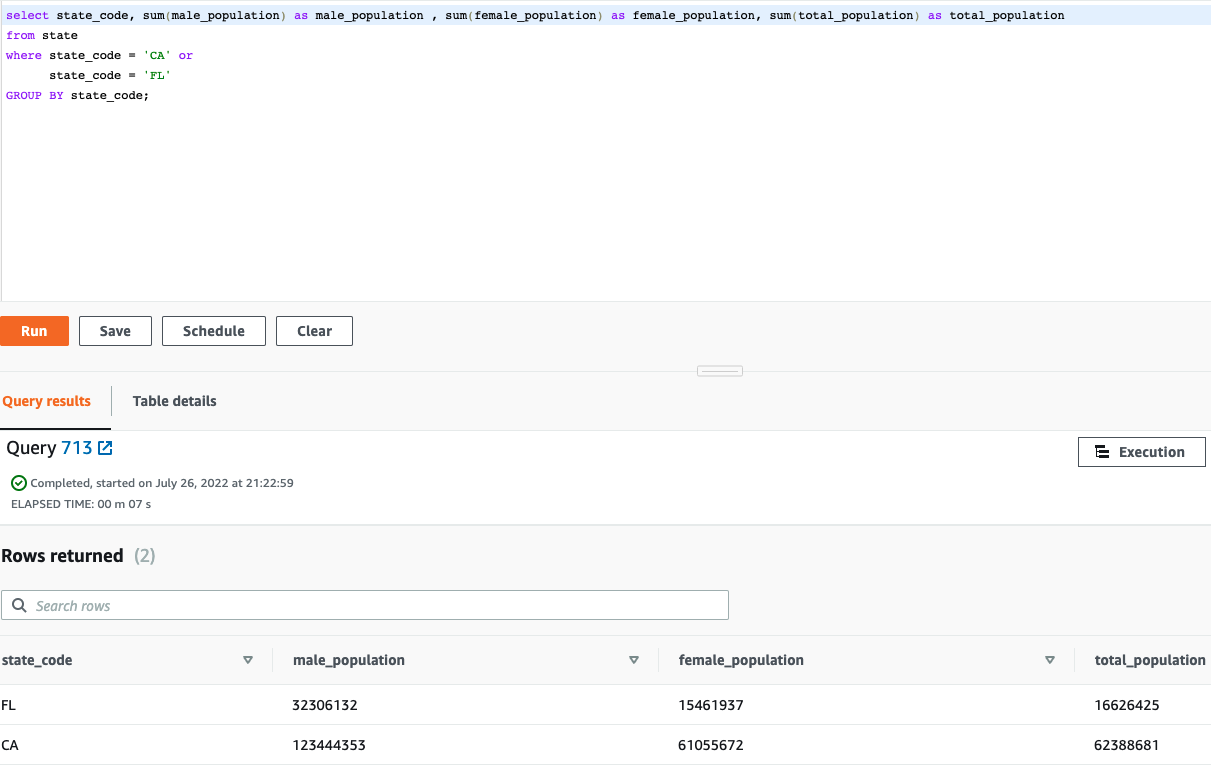 select state_code, sum(male_population) as male_population , sum(female_population) as female_population, sum(total_population) as total_population
from state
where state_code = 'CA' or
state_code = 'FL'
GROUP BY state_code;
Run Save Schedule Clear
Query results Table details
Query 713
Execution
Completed, started on July 26, 2022 at 21:22:59
ELAPSED TIME: 00 m 07 s
Rows returned (2)
Search rows
state_code male_population female_population total_population
FL 32306132 15461937 16626425
CA 123444353 61055672 62388681